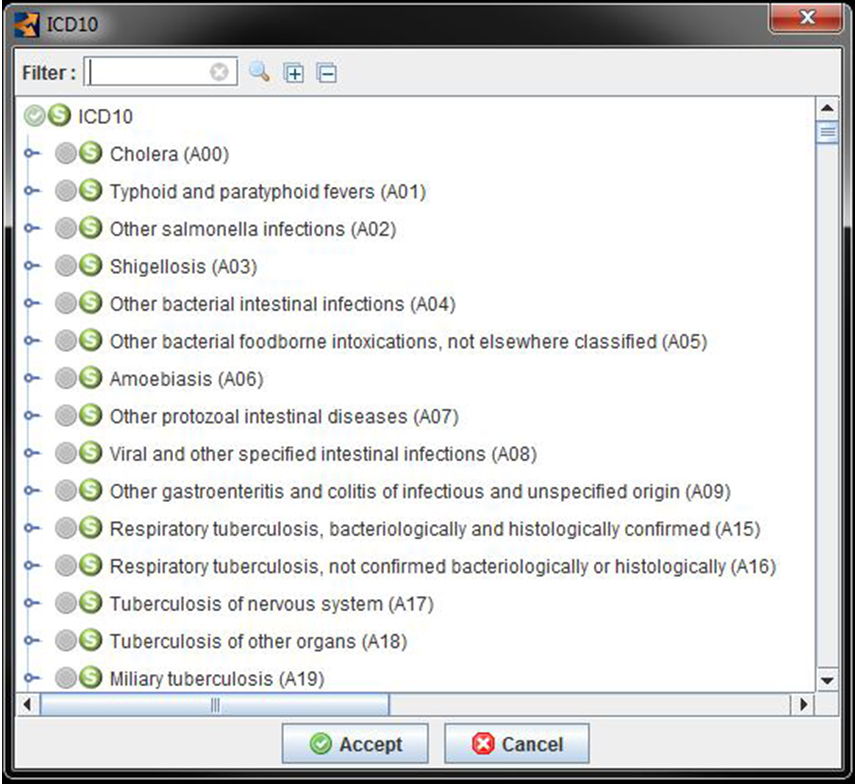 ICD10
Filter :
S ICD10
S Cholera (A00)
S Typhoid and paratyphoid fevers (A01)
S Other salmonella infections (A02)
S Shigellosis (A03)
S Other bacterial intestinal infections (A04)
S Other bacterial foodborne intoxications, not elsewhere classified (A05)
S Amoebiasis (A06)
S Other protozoal intestinal diseases (A07)
S Viral and other specified intestinal infections (A08)
S Other gastroenteritis and colitis of infectious and unspecified origin (A09)
S Respiratory tuberculosis, bacteriologically and histologically confirmed (A15)
S Respiratory tuberculosis, not confirmed bacteriologically or histologically (A16)
S Tuberculosis of nervous system (A17)
S Tuberculosis of other organs (A18)
S Miliary tuberculosis (A19)
Accept Cancel